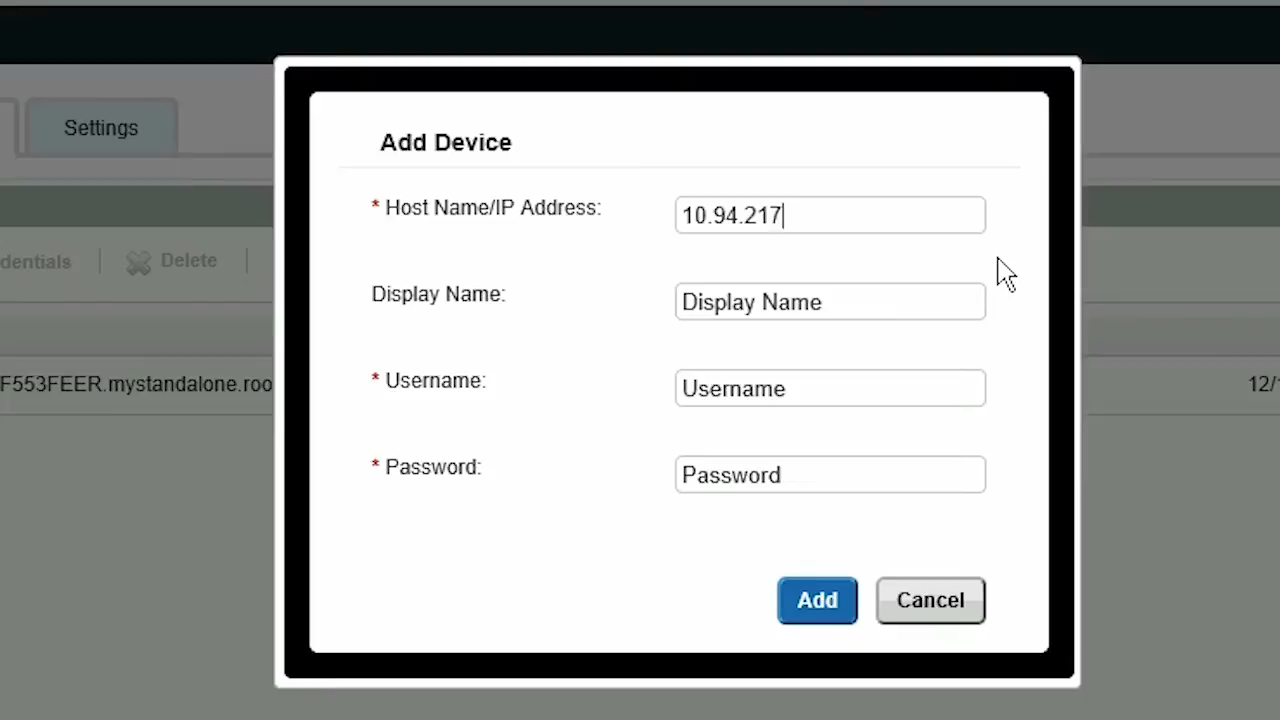 Settings
Add Device
* Host Name/IP Address:
10.94.217
dentials
Delete
Display Name:
Display Name
F553FEER.mystandalone.roo
12/
* Username:
Username
* Password:
Password
Add
Cancel